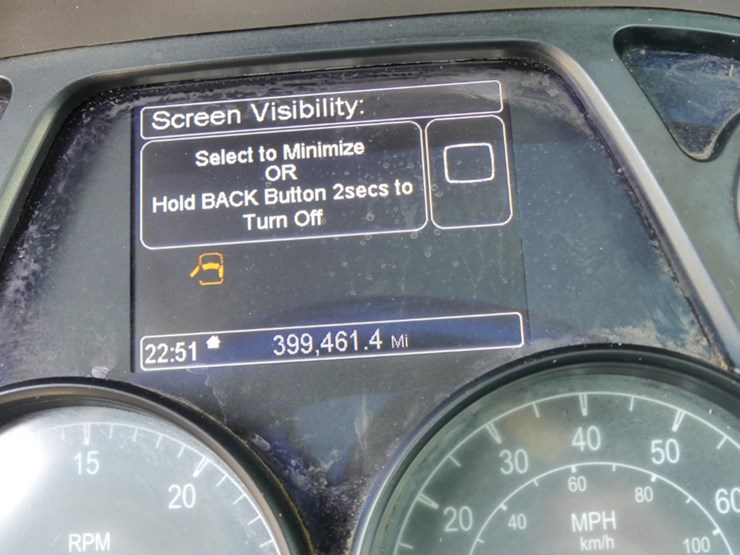 Screen Visibility:
Select to Minimize
OR
Hold BACK Button 2secs to
Turn Off
22:51 399,461.4 Mi
15
20
RPM
20
30
40
50
60
40
60
80
100
MPH
km/h